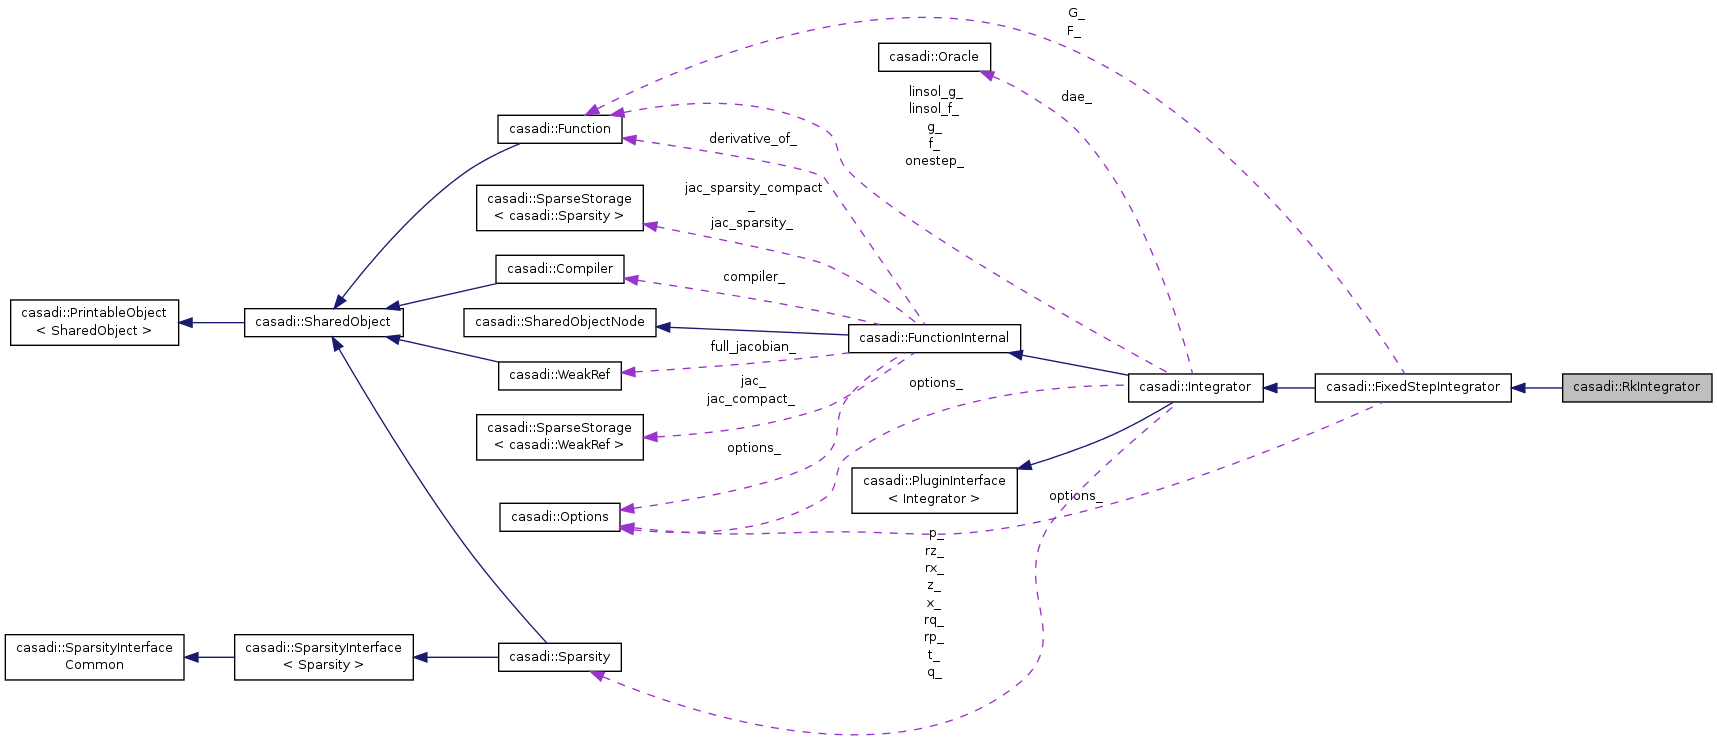 G_
F_
casadi::Oracle
dae_
linsol_g_
linsol_f_
g_
f_
onestep_
casadi::Function
derivative_of_
casadi::SparseStorage
< casadi::Sparsity >
jac_sparsity_compact
_
jac_sparsity_
casadi::Compiler
compiler_
casadi::PrintableObject
< SharedObject >
casadi::SharedObject
casadi::SharedObjectNode
casadi::FunctionInternal
full_jacobian_
casadi::WeakRef
jac_
jac_compact_
options_
casadi::Integrator
casadi::FixedStepIntegrator
casadi::RkIntegrator
casadi::SparseStorage
< casadi::WeakRef >
options_
casadi::PluginInterface
< Integrator >
options_
casadi::Options
p_
rz_
rx_
z_
x_
rq_
rp_
t_
q_
casadi::SparsityInterface
Common
casadi::SparsityInterface
< Sparsity >
casadi::Sparsity